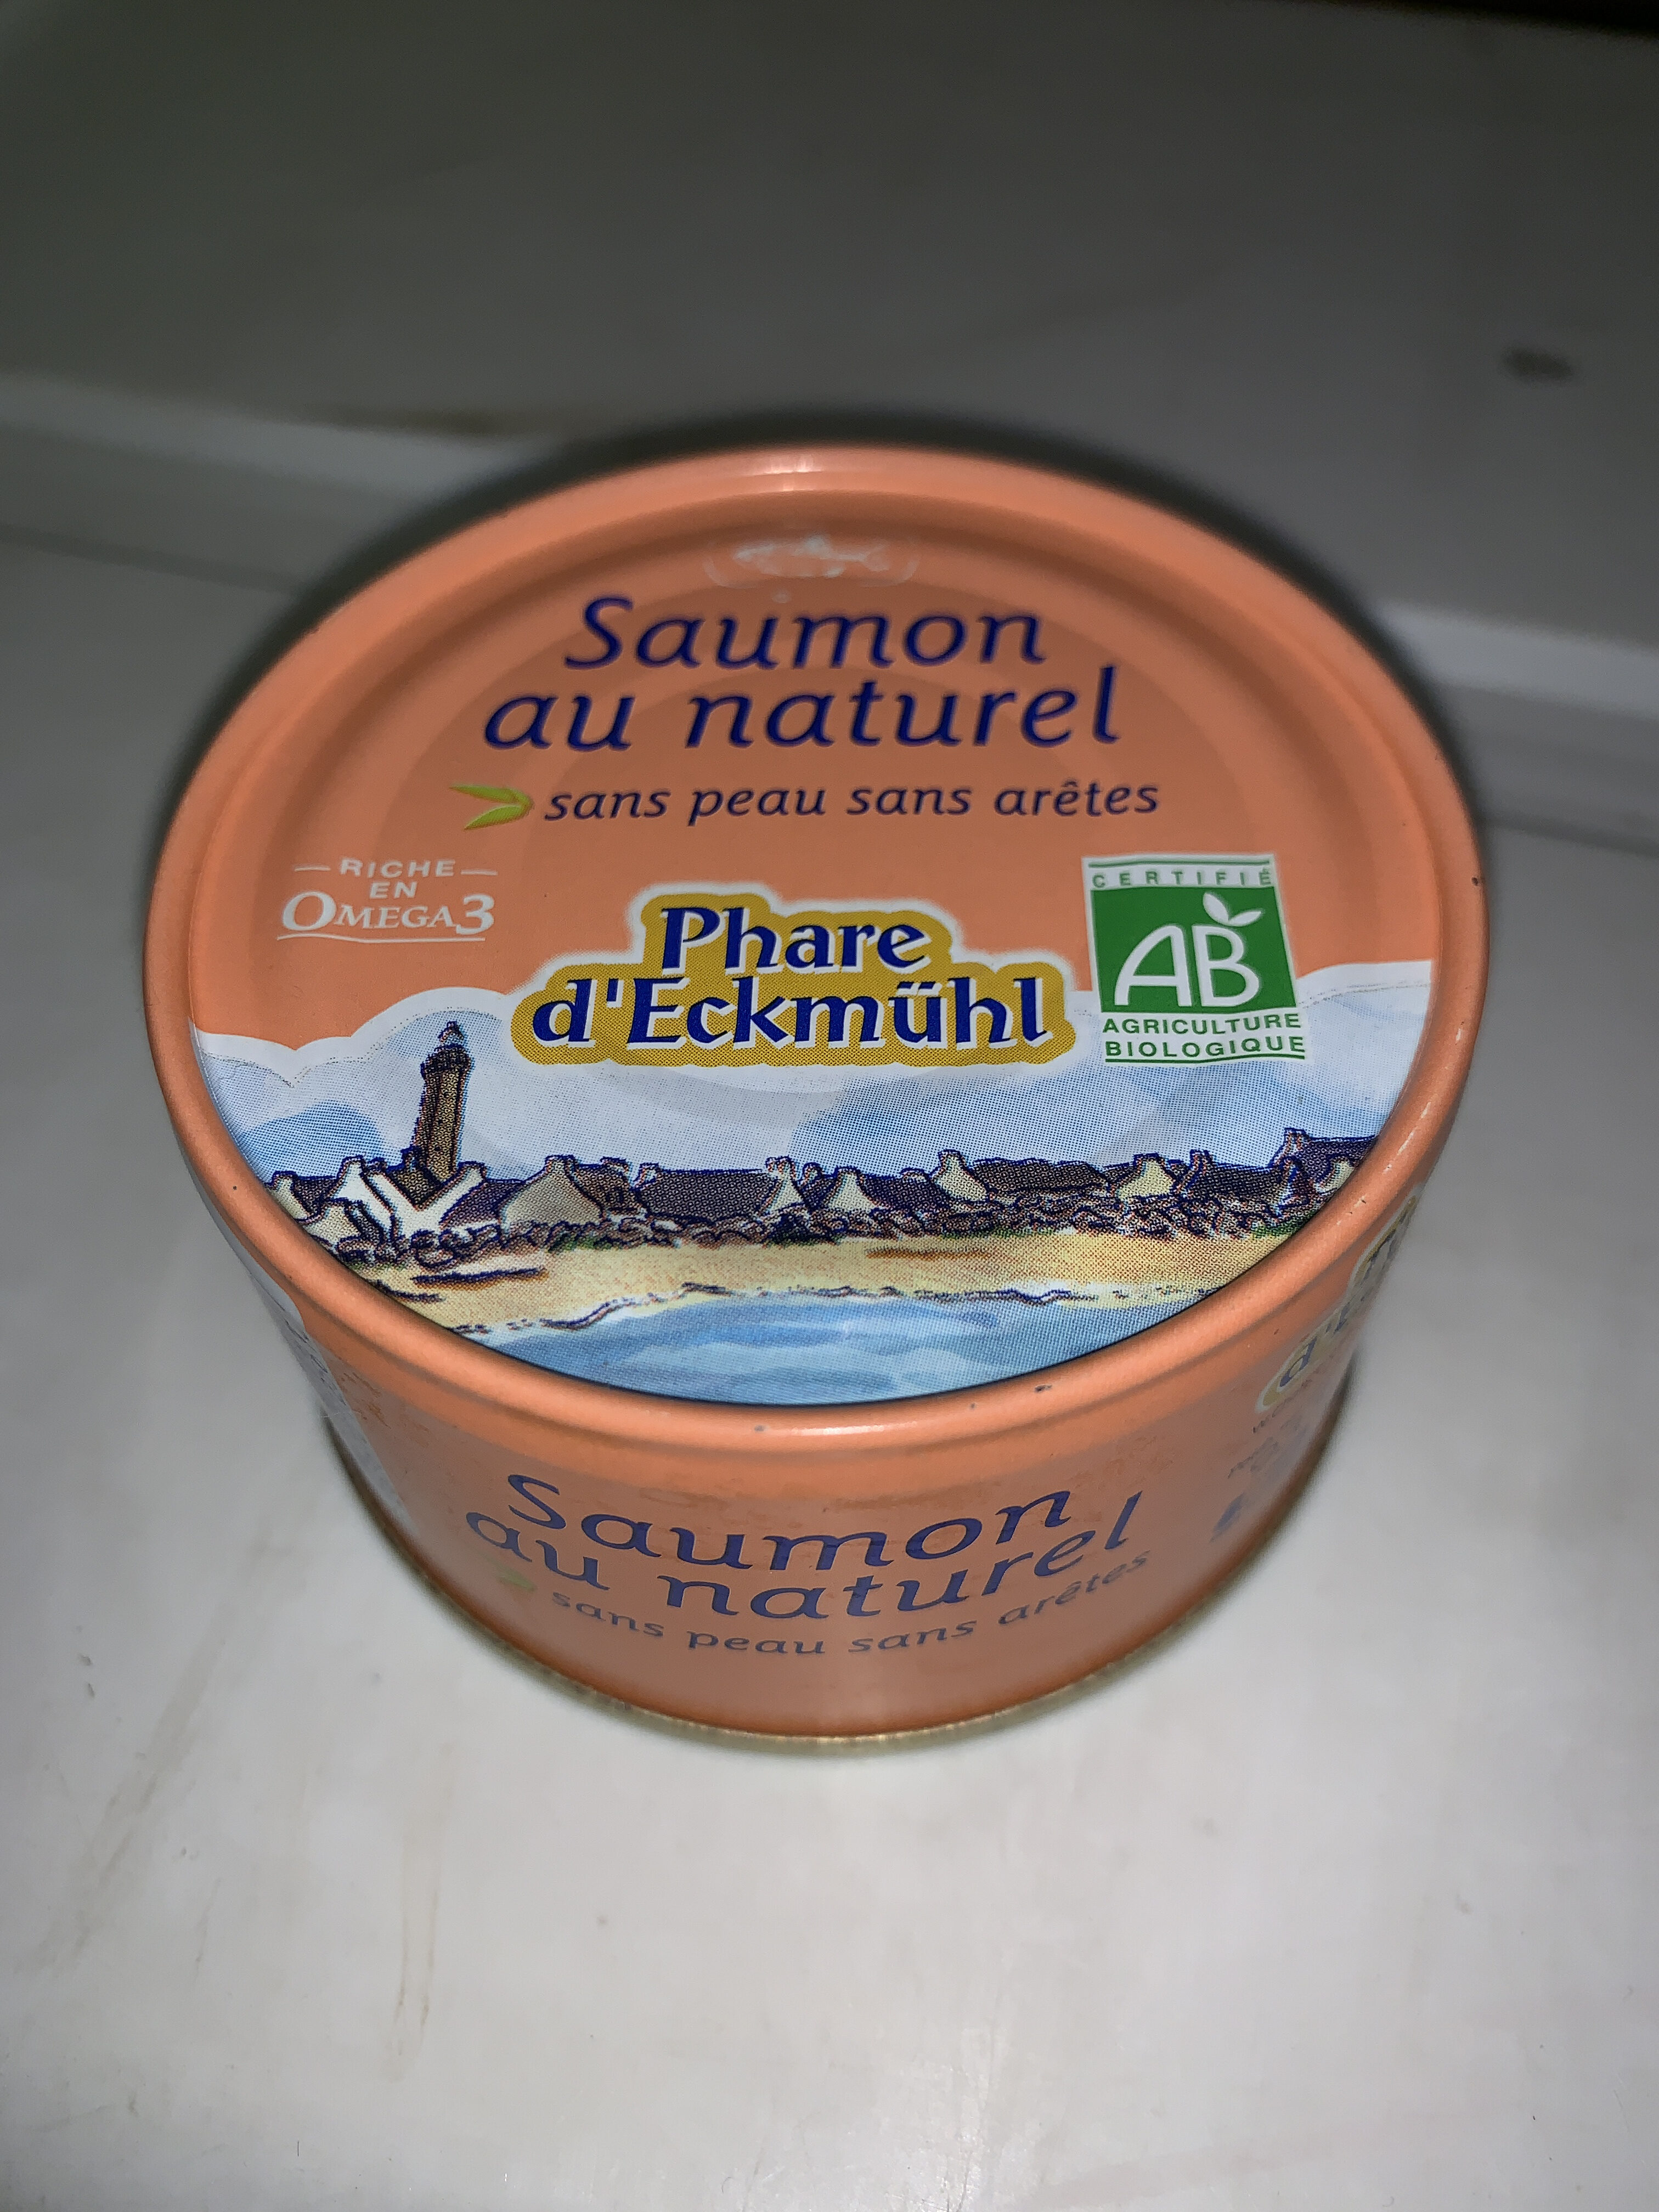 Saumon
au naturel
sans peau sans arêtes
RICHE
EN
OMEGA3
Phare
d'Eckmühl
CERTIFIÉ
AB
AGRICULTURE
BIOLOGIQUE
Saumon
au naturel
sans peau sans arêtes